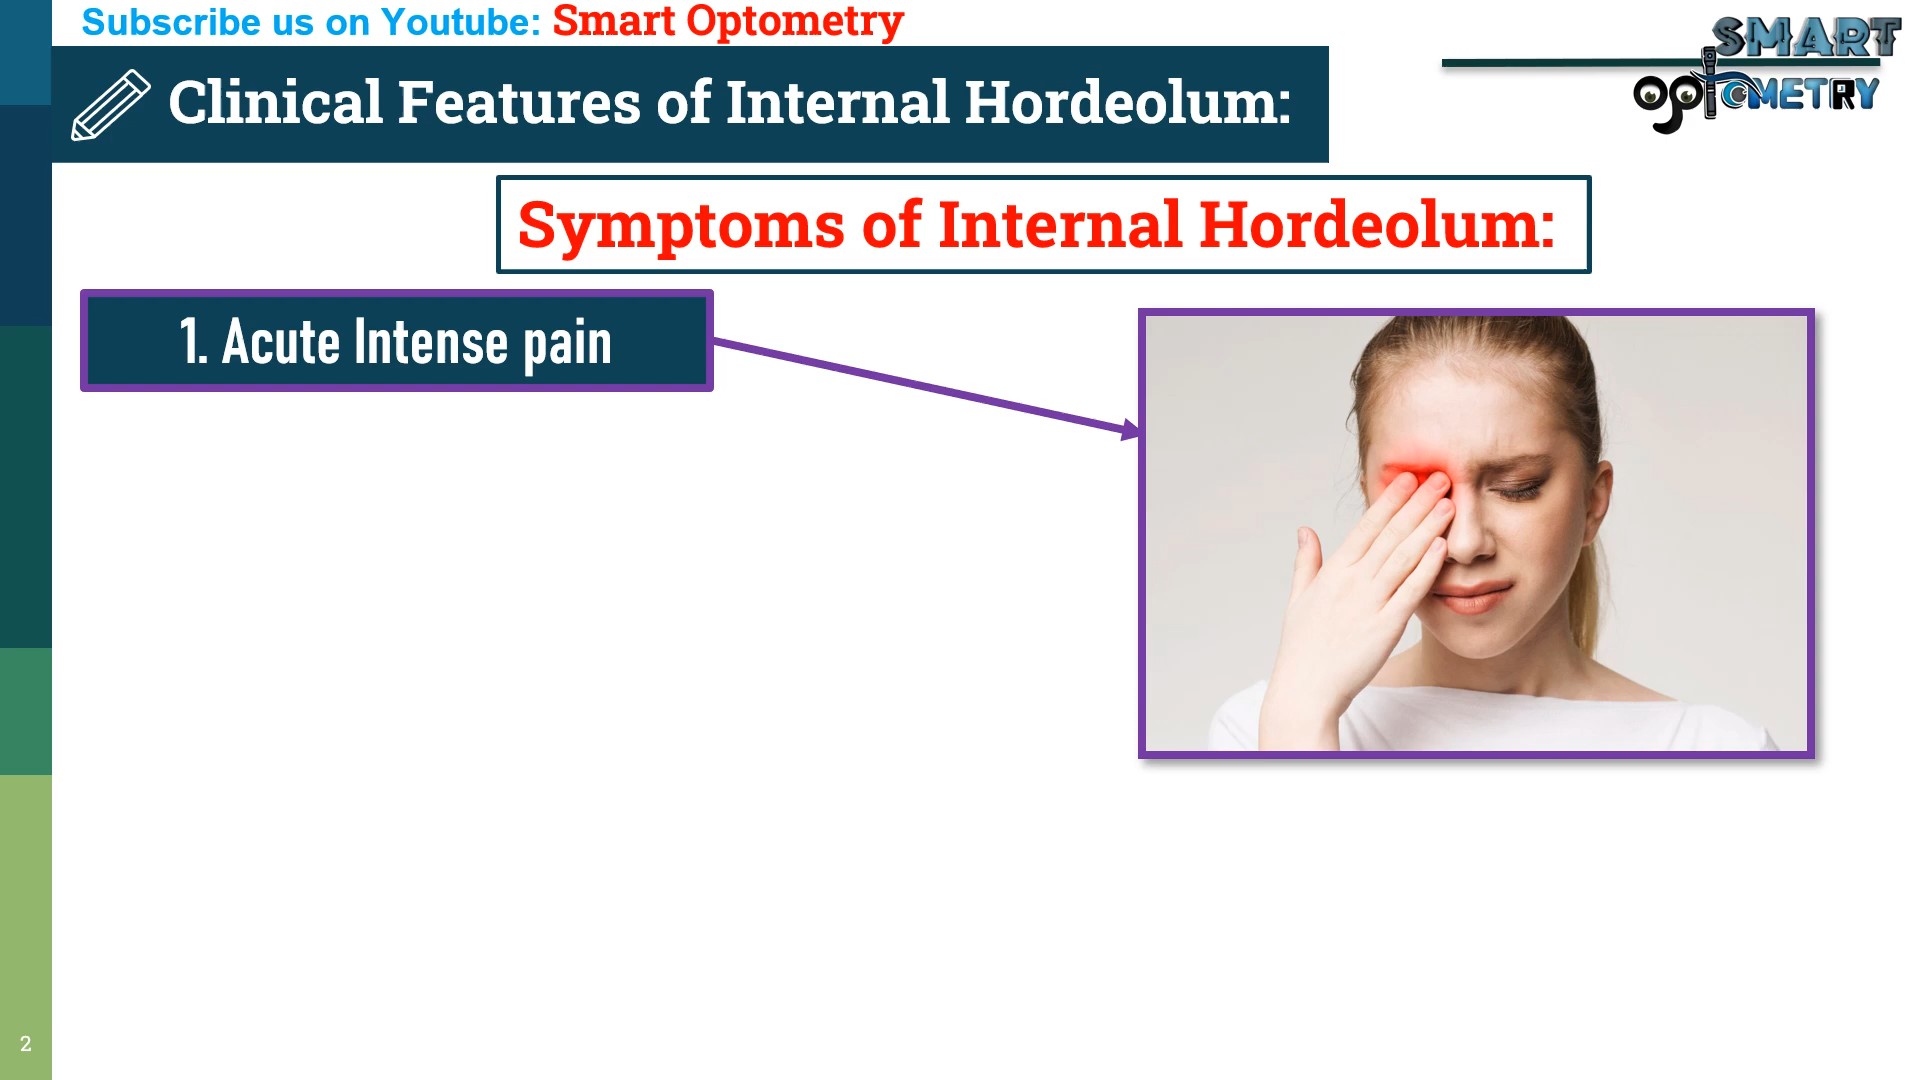 Subscribe us on Youtube: Smart Optometry
SMART
OPTOMETRY
Clinical Features of Internal Hordeolum:
Symptoms of Internal Hordeolum:
1. Acute Intense pain
2